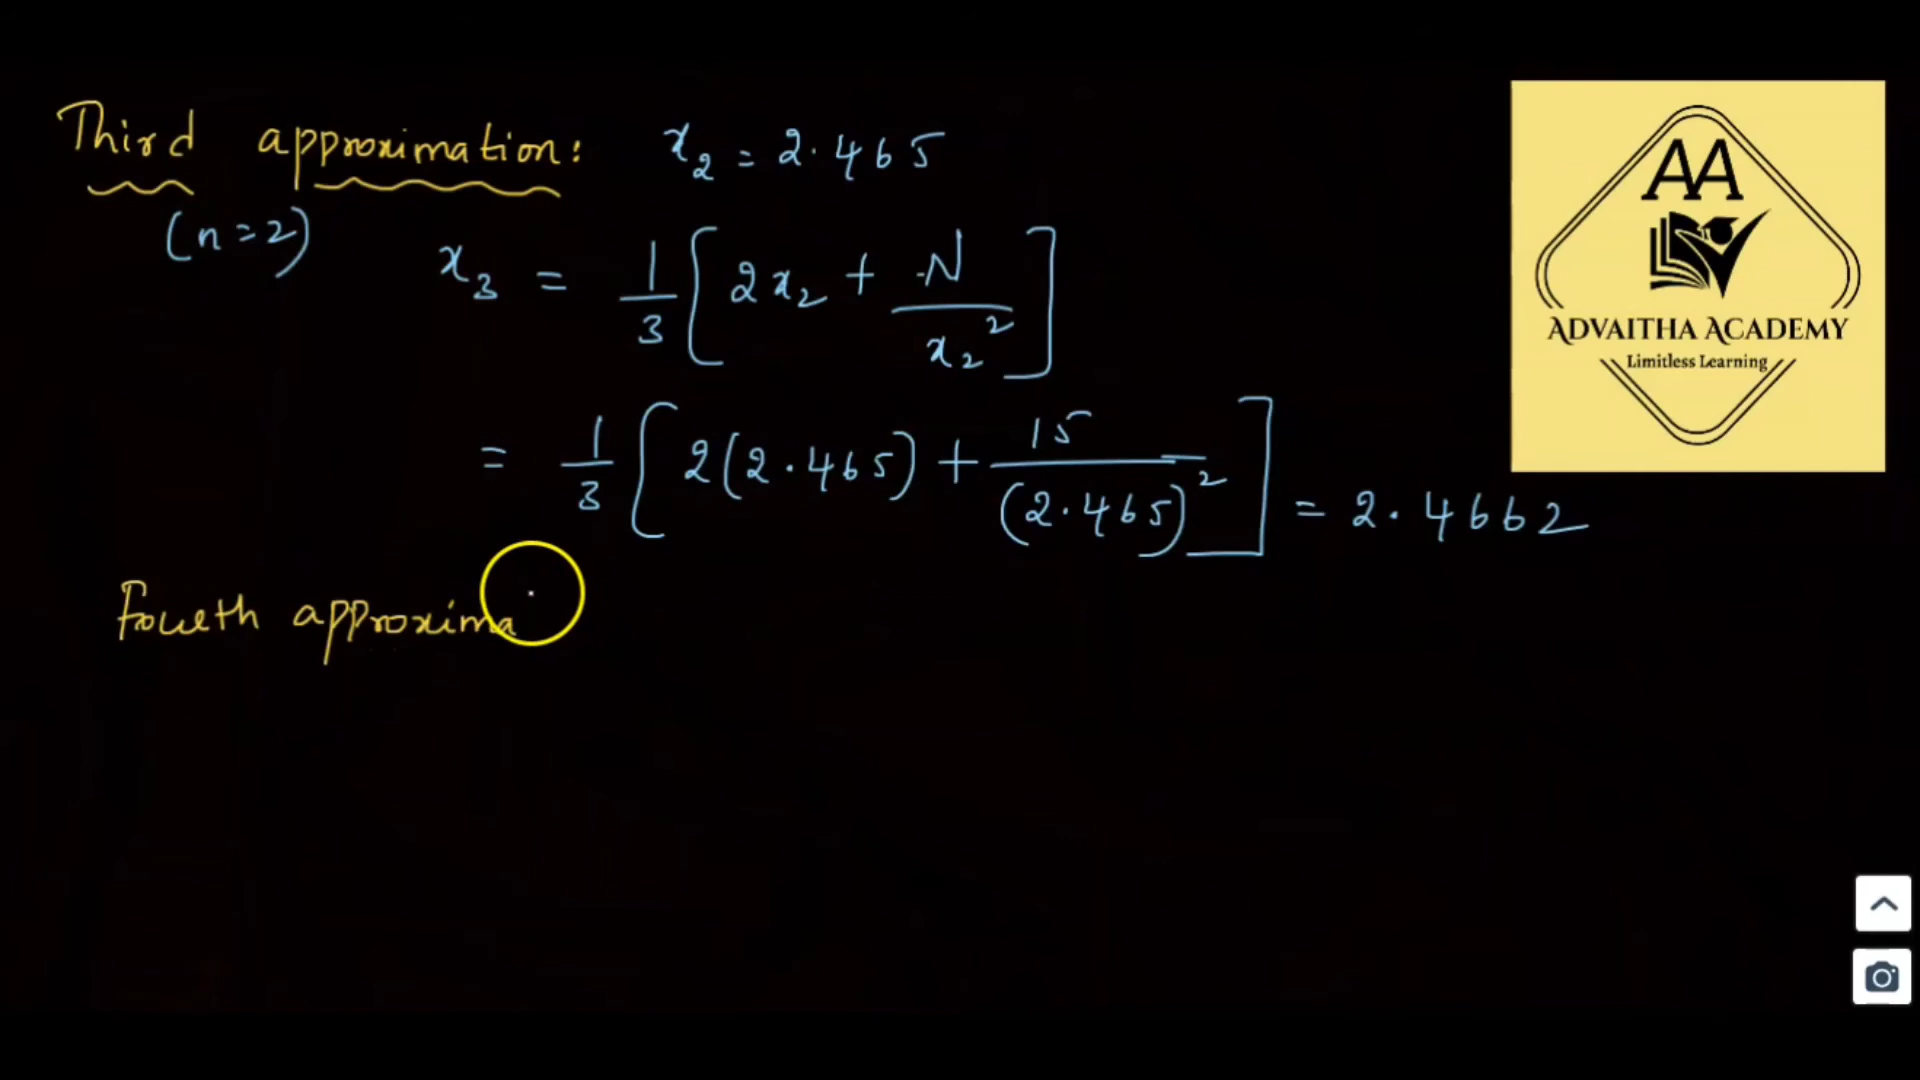 Third approximation: x₂ = 2.465
(n=2)
x₃ = 1/3 [2x₂ + N/x₂²]
= 1/3 [2(2.465) + 15/(2.465)²] = 2.4662
Fourth approxima
AA
ADVAITHA ACADEMY
Limitless Learning